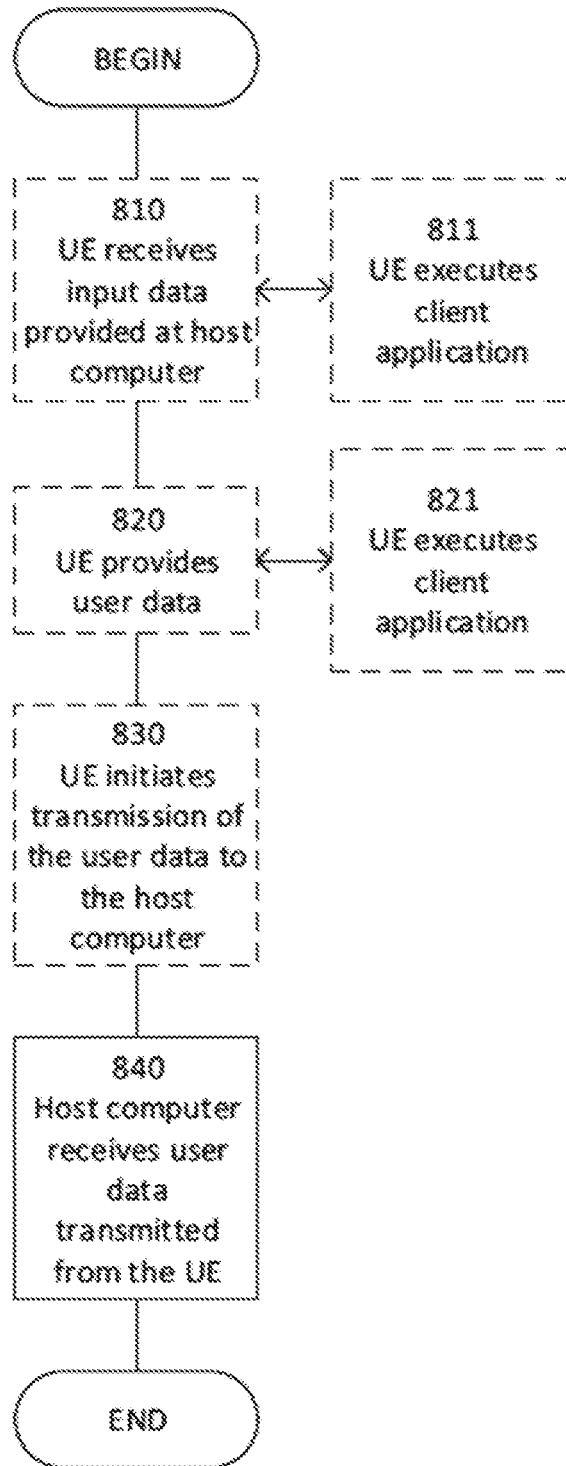 BEGIN
810
UE receives
input data
provided at host
computer
811
UE executes
client
application
820
UE provides
user data
821
UE executes
client
application
830
UE initiates
transmission of
the user data to
the host
computer
840
Host computer
receives user
data
transmitted
from the UE
END